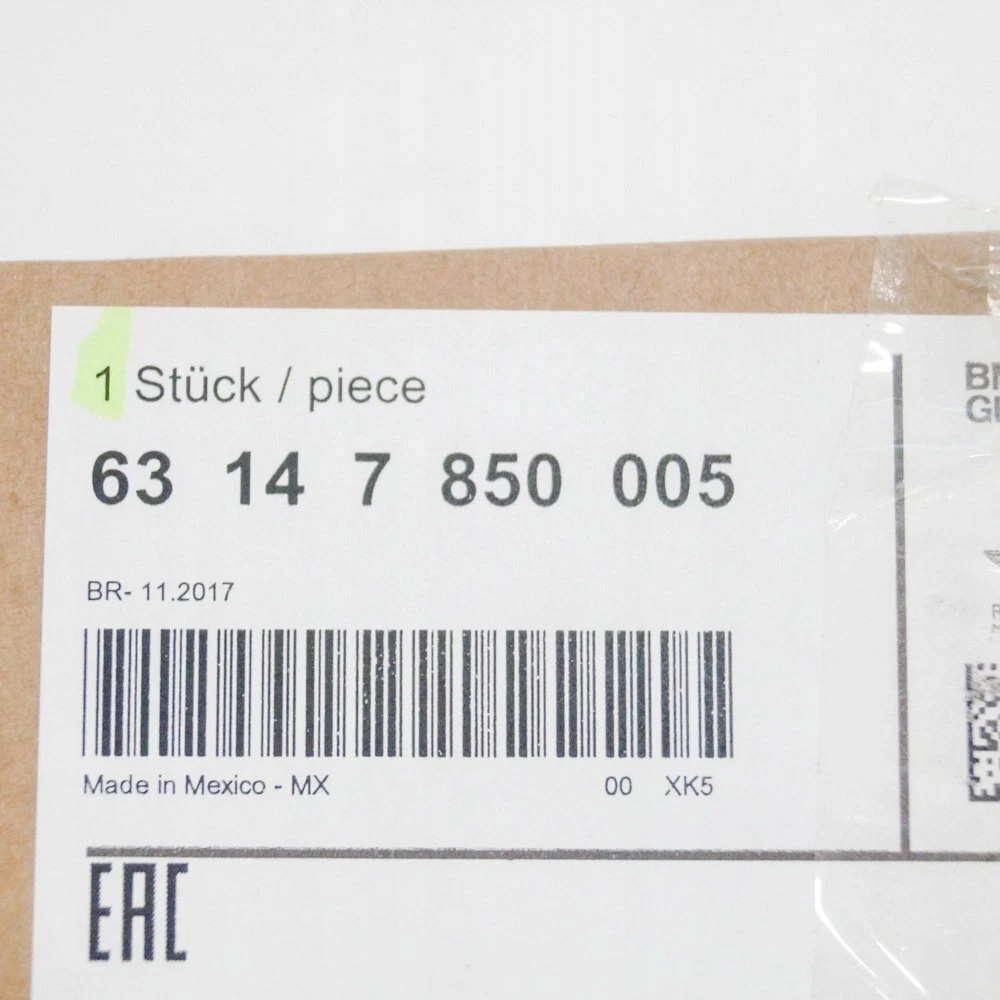 1 Stück / piece
63 14 7 850 005
BR- 11.2017
Made in Mexico - MX 00 XK5
EAC